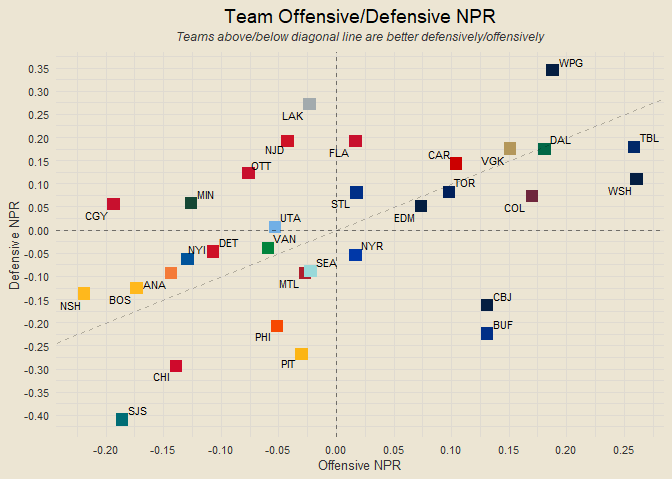 Team Offensive/Defensive NPR
Teams above/below diagonal line are better defensively/offensively
Defensive NPR
0.35
0.30
0.25
0.20
0.15
0.10
0.05
0.00
-0.05
-0.10
-0.15
-0.20
-0.25
-0.30
-0.35
-0.40
WPG
LAK
NJD
FLA
OTT
CAR
VGK
DAL
TBL
WSH
COL
TOR
EDM
STL
MIN
CGY
UTA
VAN
DET
NYI
NYR
SEA
MTL
ANA
BOS
NSH
CBJ
BUF
PHI
PIT
CHI
SJS
-0.20
-0.15
-0.10
-0.05
0.00
0.05
0.10
0.15
0.20
0.25
Offensive NPR